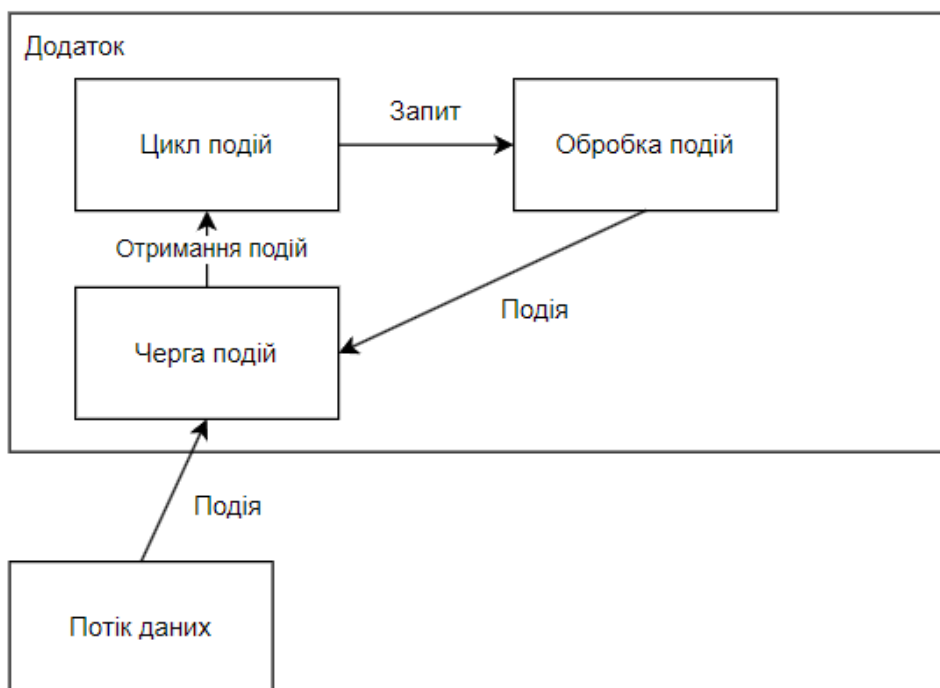 Додаток
Запит
Цикл подій
Обробка подій
Отримання подій
Подія
Черга подій
Подія
Потік даних